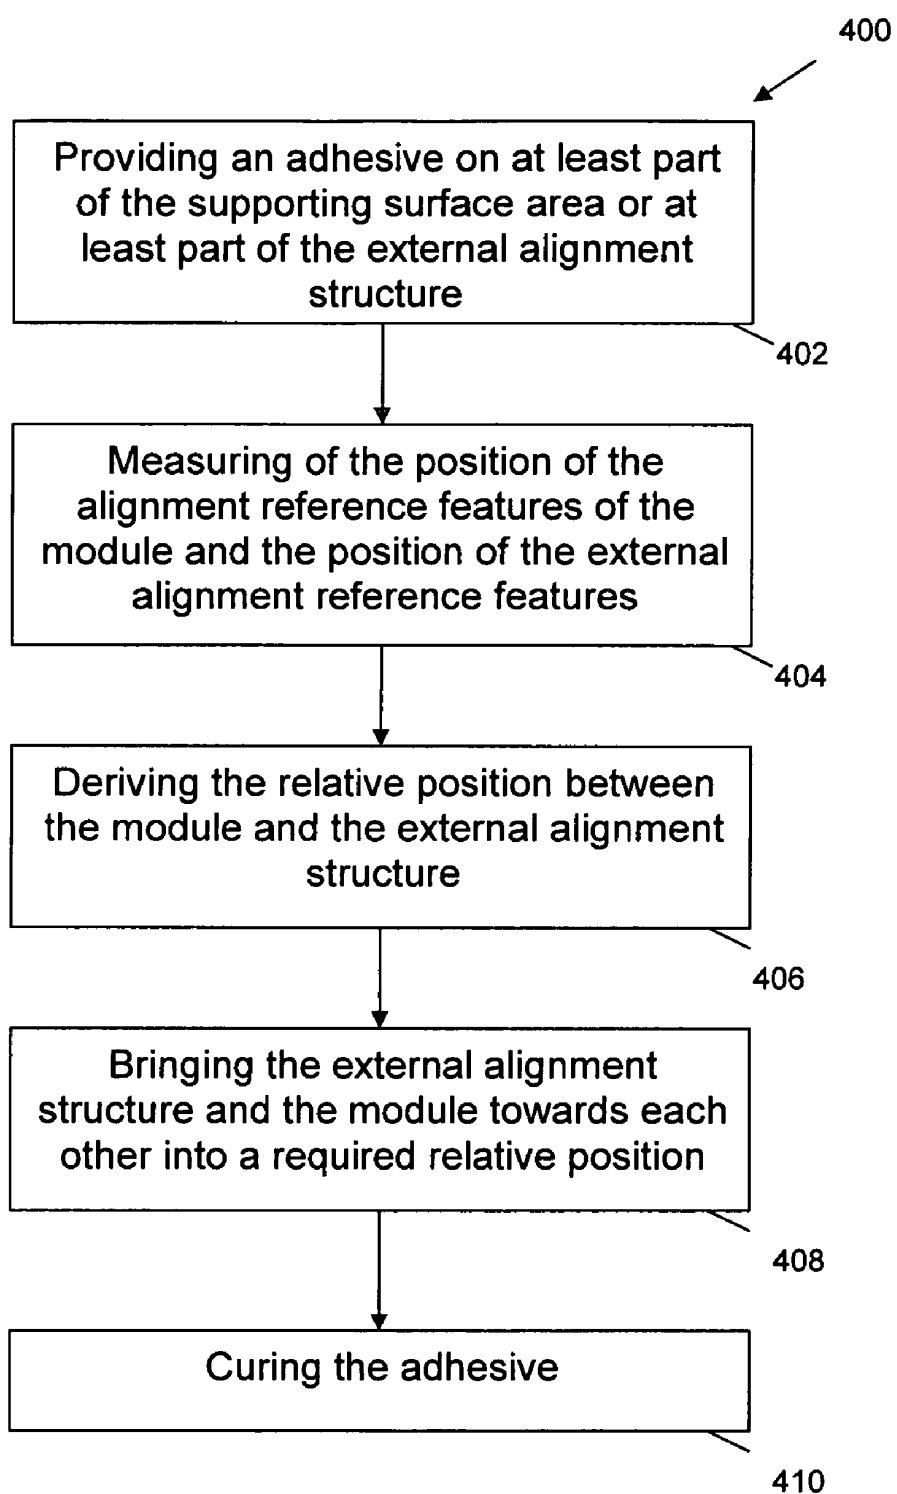 400
Providing an adhesive on at least part
of the supporting surface area or at
least part of the external alignment
structure
402
Measuring of the position of the
alignment reference features of the
module and the position of the external
alignment reference features
404
Deriving the relative position between
the module and the external alignment
structure
406
Bringing the external alignment
structure and the module towards each
other into a required relative position
408
Curing the adhesive
410